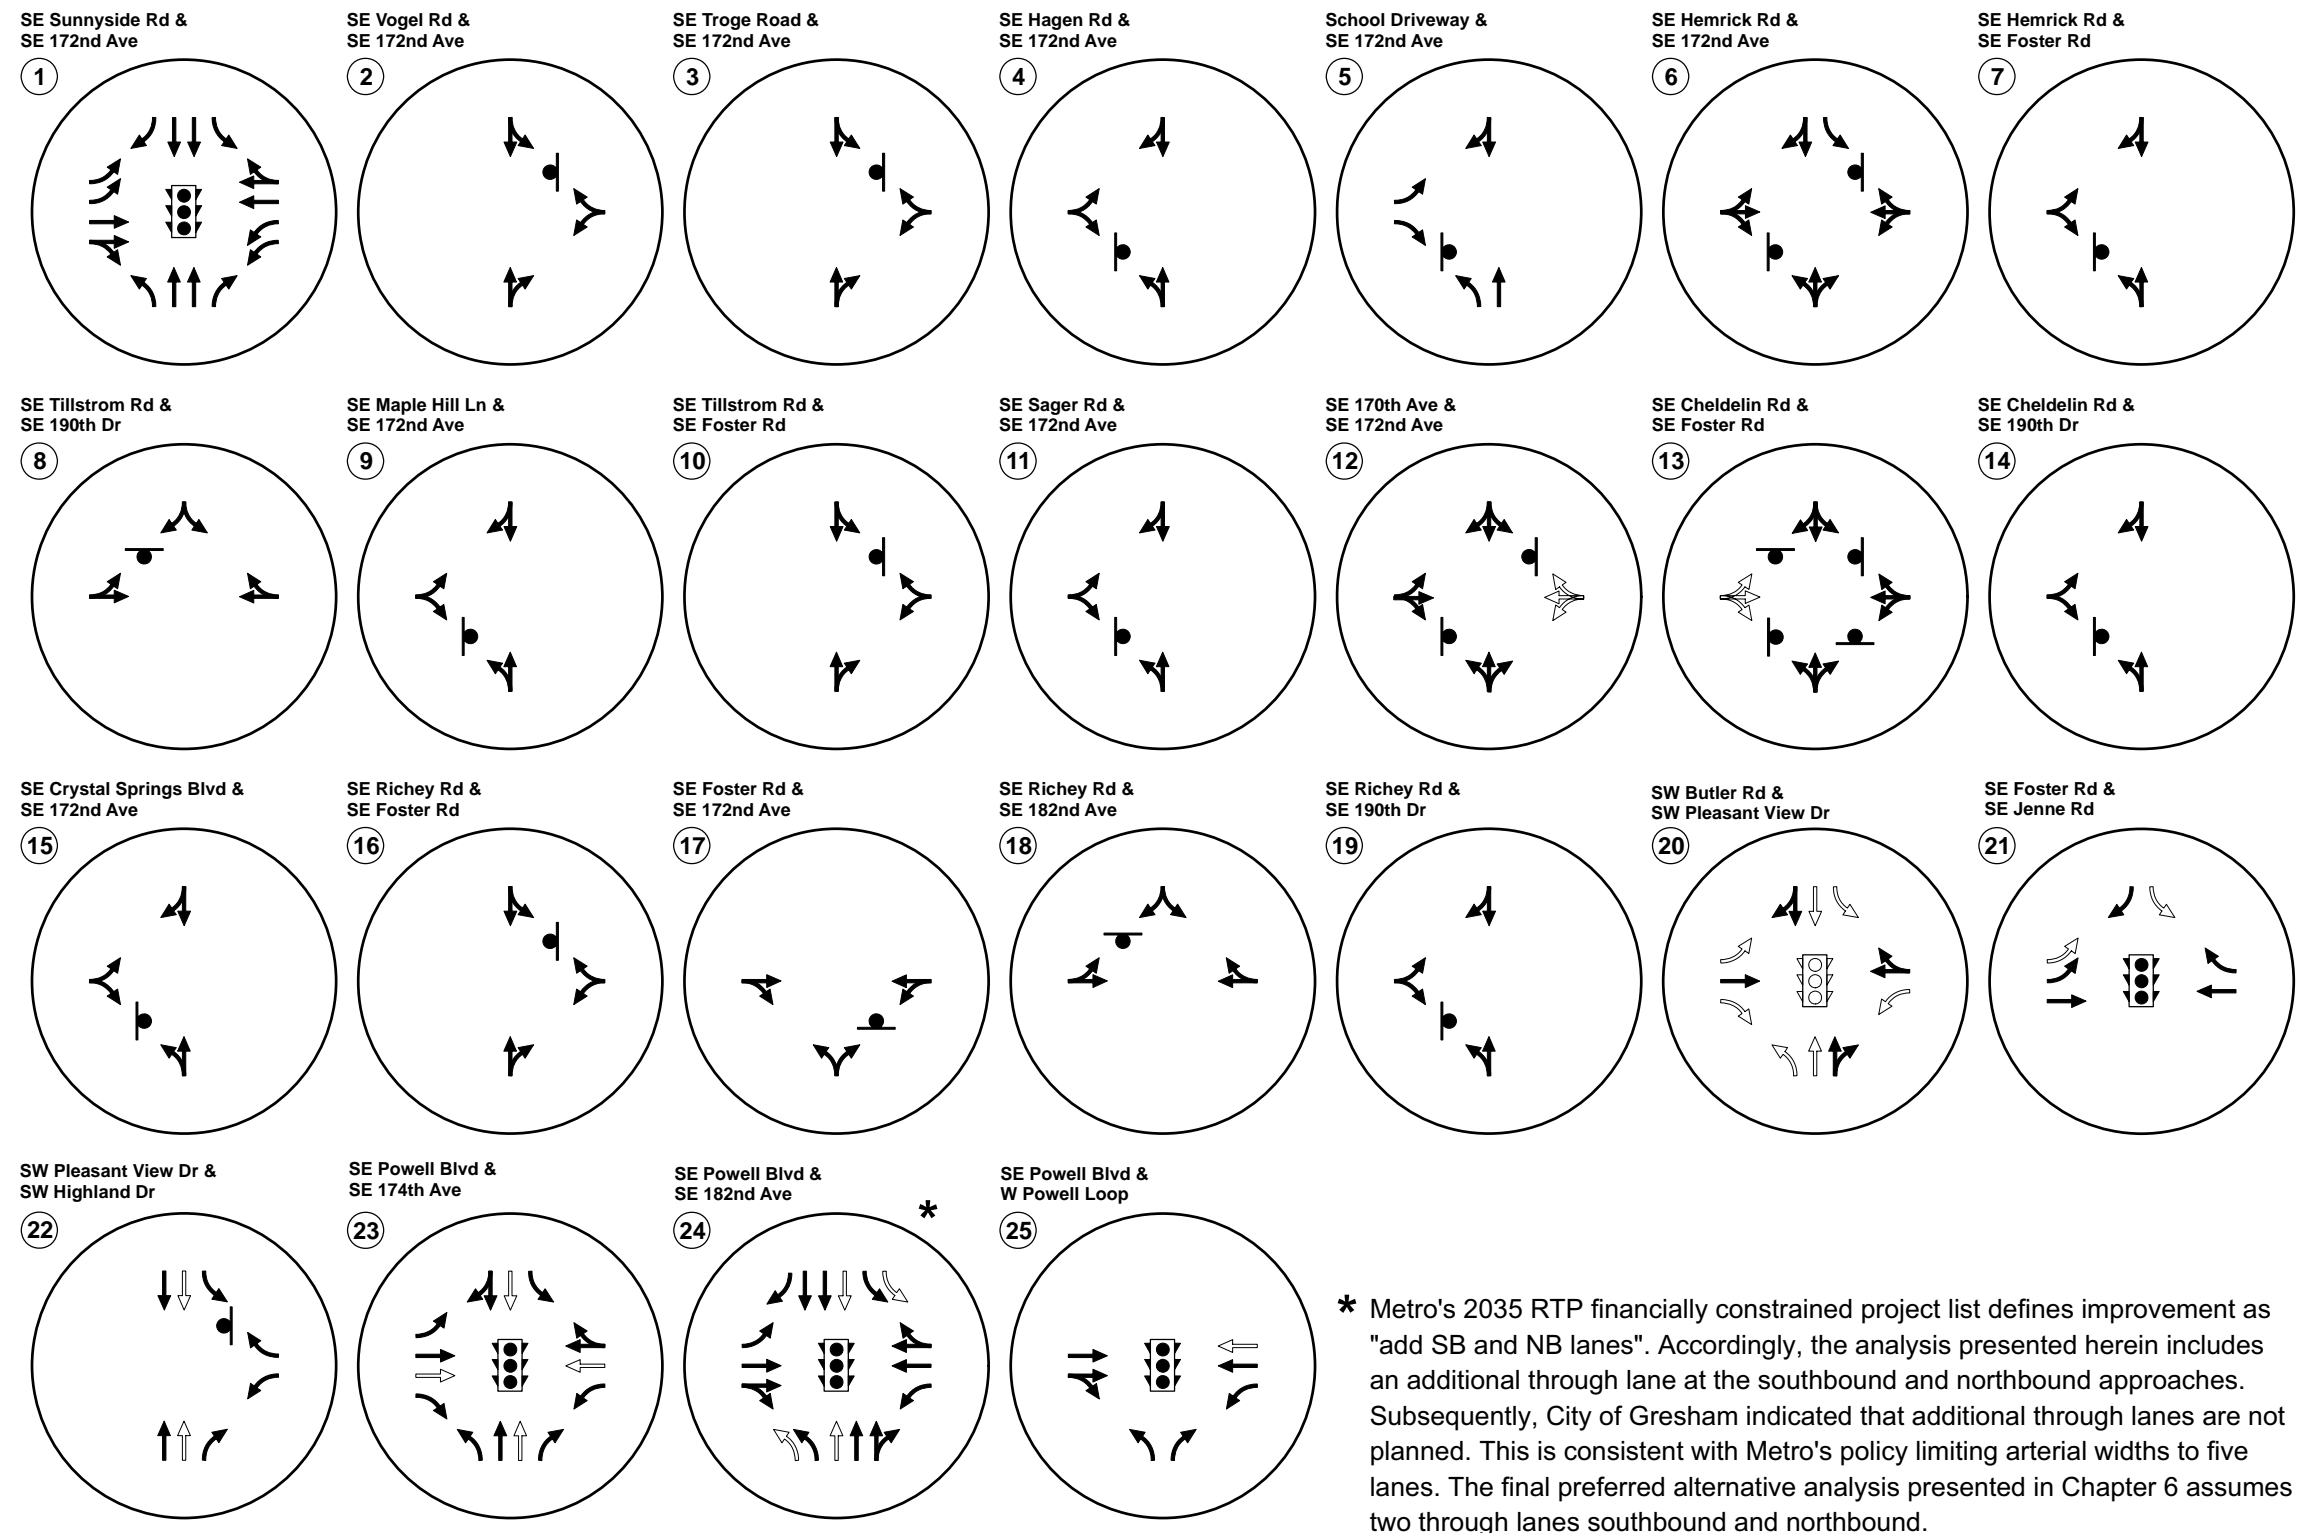 SE Sunnyside Rd &
SE 172nd Ave
1
SE Vogel Rd &
SE 172nd Ave
2
SE Troge Road &
SE 172nd Ave
3
SE Hagen Rd &
SE 172nd Ave
4
School Driveway &
SE 172nd Ave
5
SE Hemrick Rd &
SE 172nd Ave
6
SE Hemrick Rd &
SE Foster Rd
7
SE Tillstrom Rd &
SE 190th Dr
8
SE Maple Hill Ln &
SE 172nd Ave
9
SE Tillstrom Rd &
SE Foster Rd
10
SE Sager Rd &
SE 172nd Ave
11
SE 170th Ave &
SE 172nd Ave
12
SE Cheldelin Rd &
SE Foster Rd
13
SE Cheldelin Rd &
SE 190th Dr
14
SE Crystal Springs Blvd &
SE 172nd Ave
15
SE Richey Rd &
SE Foster Rd
16
SE Foster Rd &
SE 172nd Ave
17
SE Richey Rd &
SE 182nd Ave
18
SE Richey Rd &
SE 190th Dr
19
SW Butler Rd &
SW Pleasant View Dr
20
SE Foster Rd &
SE Jenne Rd
21
SW Pleasant View Dr &
SW Highland Dr
22
SE Powell Blvd &
SE 174th Ave
23
SE Powell Blvd &
SE 182nd Ave
24
*
SE Powell Blvd &
W Powell Loop
25
* Metro's 2035 RTP financially constrained project list defines improvement as
"add SB and NB lanes". Accordingly, the analysis presented herein includes
an additional through lane at the southbound and northbound approaches.
Subsequently, City of Gresham indicated that additional through lanes are not
planned. This is consistent with Metro's policy limiting arterial widths to five
lanes. The final preferred alternative analysis presented in Chapter 6 assumes
two through lanes southbound and northbound.